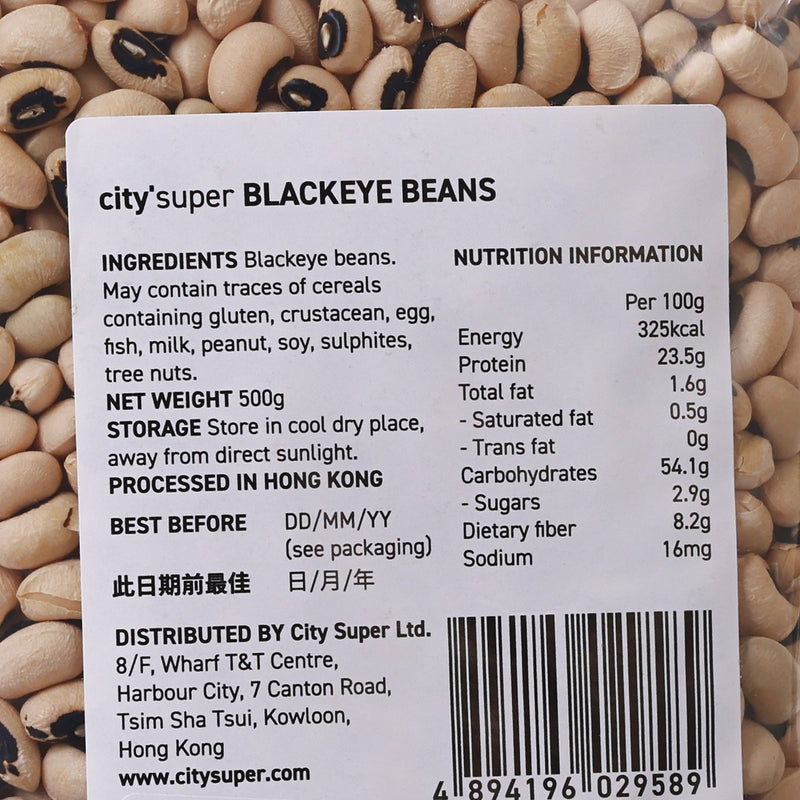 city'super BLACKEYE BEANS
INGREDIENTS Blackeye beans.
May contain traces of cereals
containing gluten, crustacean, egg,
fish, milk, peanut, soy, sulphites,
tree nuts.
NET WEIGHT 500g
STORAGE Store in cool dry place,
away from direct sunlight.
PROCESSED IN HONG KONG
BEST BEFORE DD/MM/YY
(see packaging)
此日期前最佳 日/月/年
DISTRIBUTED BY City Super Ltd.
8/F, Wharf T&T Centre,
Harbour City, 7 Canton Road,
Tsim Sha Tsui, Kowloon,
Hong Kong
www.citysuper.com
NUTRITION INFORMATION
Per 100g
Energy 325kcal
Protein 23.5g
Total fat 1.6g
- Saturated fat 0.5g
- Trans fat 0g
Carbohydrates 54.1g
- Sugars 2.9g
Dietary fiber 8.2g
Sodium 16mg
4 894196 029589